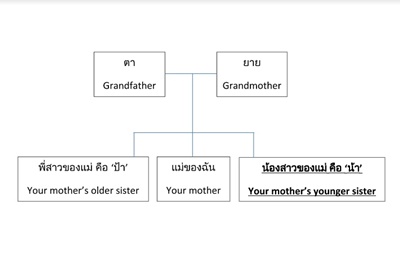 ตา
Grandfather
ยาย
Grandmother
พี่สาวของแม่ คือ ‘ป้า’
Your mother’s older sister
แม่ของฉัน
Your mother
น้องสาวของแม่ คือ ‘น้า’
Your mother’s younger sister